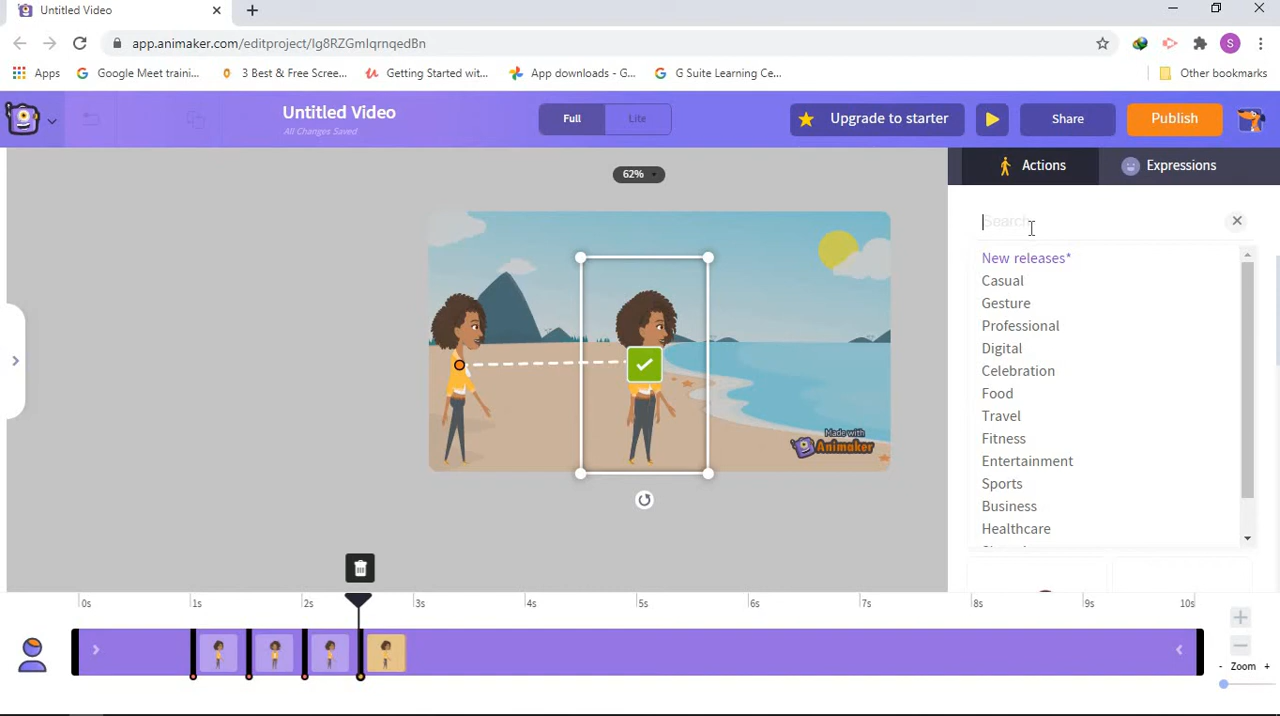 Untitled Video
app.animaker.com/editproject/Ig8RZGmIqrnqedBn
S
Apps
Google Meet traini...
3 Best & Free Scree...
Getting Started wit...
App downloads - G...
G Suite Learning Ce...
Other bookmarks
Untitled Video
All Changes Saved
Full
Lite
Upgrade to starter
Share
Publish
62%
Actions
Expressions
Search
New releases*
Casual
Gesture
Professional
Digital
Celebration
Food
Travel
Fitness
Entertainment
Sports
Business
Healthcare
Made with
Animaker
0s
1s
2s
3s
4s
5s
6s
7s
8s
9s
10s
- Zoom +